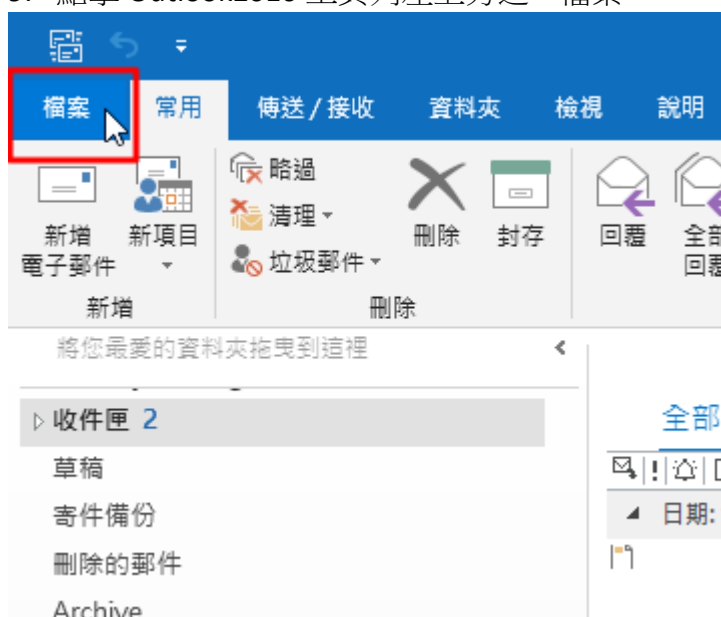 檔案 常用 傳送 / 接收 資料夾 檢視 說明
略過
清理
垃圾郵件
新增
電子郵件
新項目
刪除 封存
回覆
全部
回覆
新增 刪除
將您最愛的資料夾拖曳到這裡
收件匣 2
全部
草稿
寄件備份
日期:
刪除的郵件
Archive